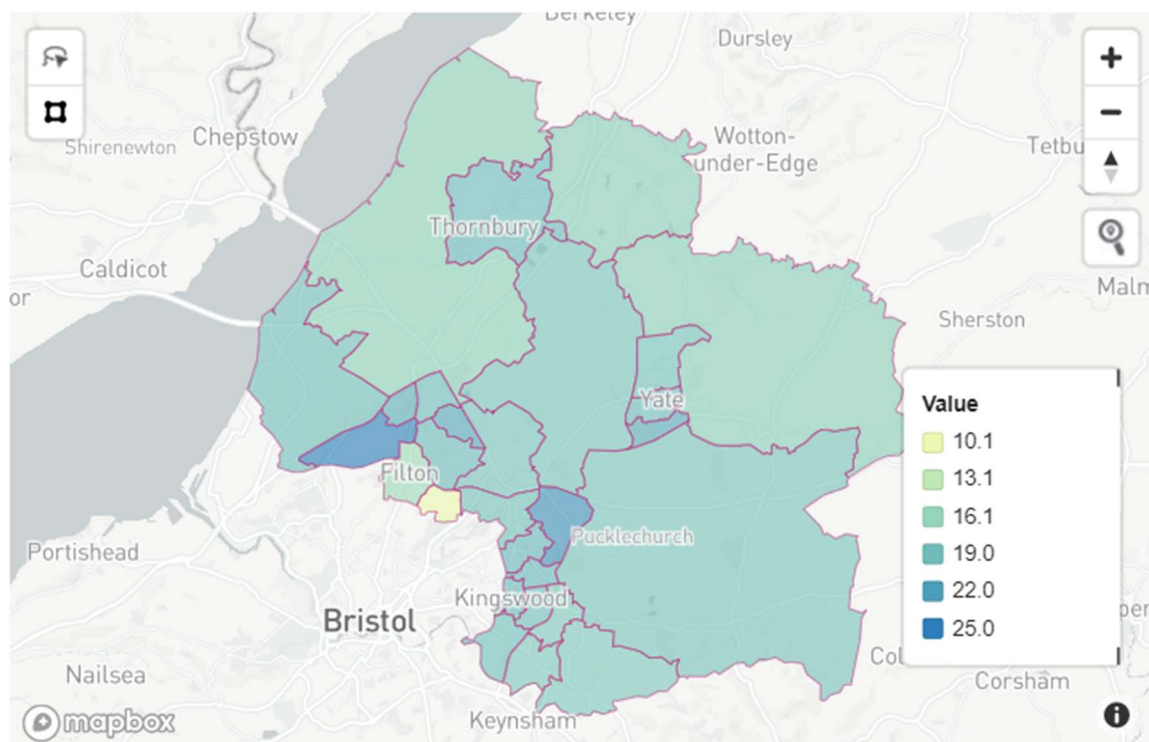 Berkeley
Dursley
Chepstow
Shirenewton
Wotton-
under-Edge
Tetbu
Thornbury
Caldicot
or
Malm
Sherston
Value
10.1
13.1
16.1
19.0
22.0
25.0
Yate
Filton
Pucklechurch
Portishead
Kingswood
Bristol
Nailsea
Keynsham
Col
Corsham
per
mapbox